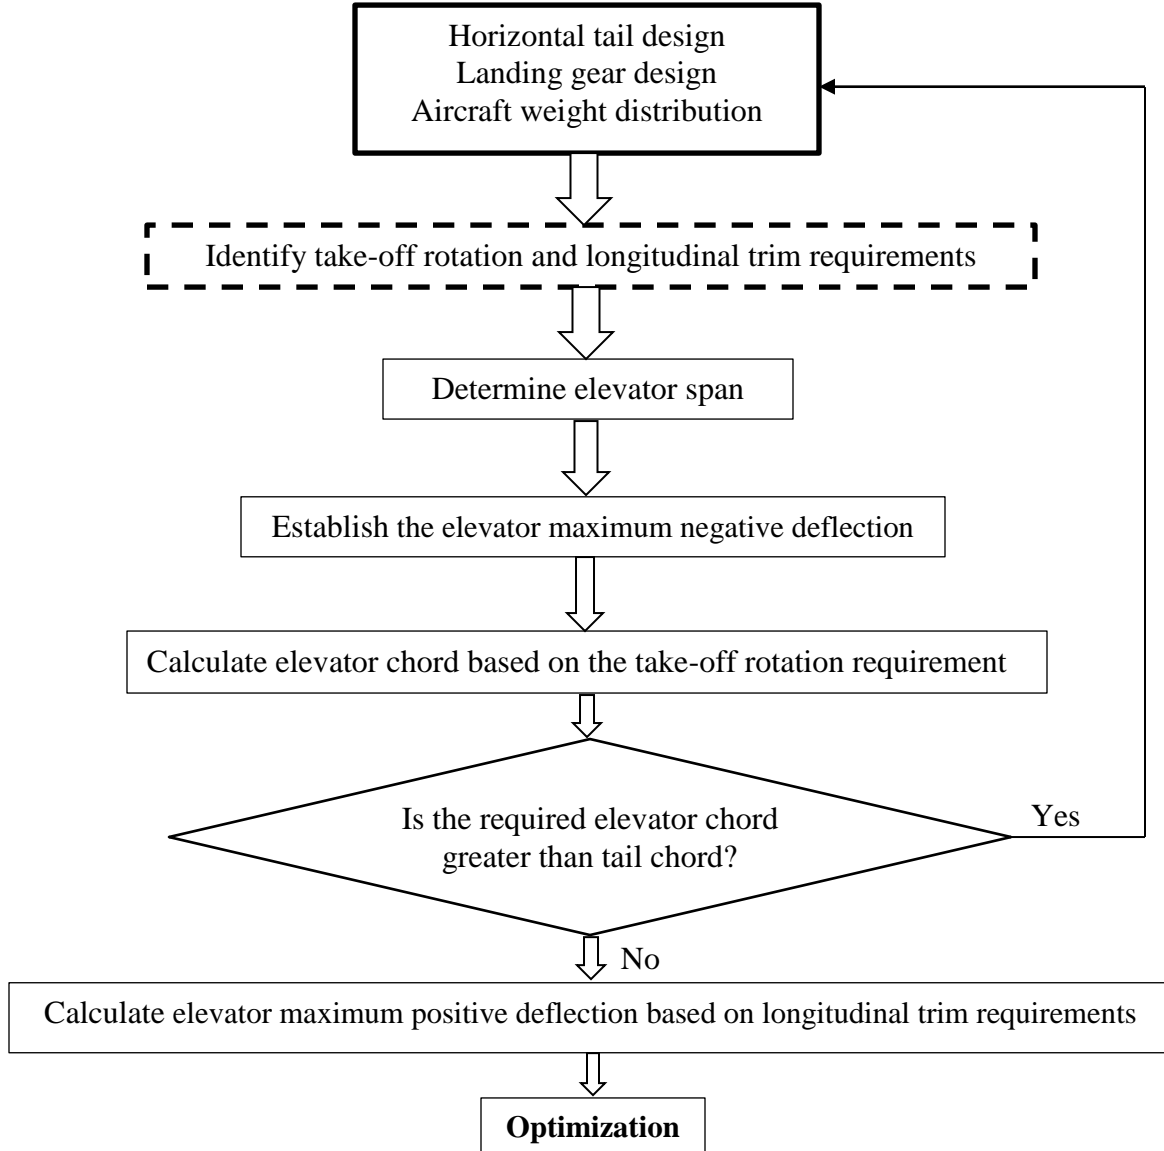 Horizontal tail design
Landing gear design
Aircraft weight distribution
Identify take-off rotation and longitudinal trim requirements
Determine elevator span
Establish the elevator maximum negative deflection
Calculate elevator chord based on the take-off rotation requirement
Is the required elevator chord
greater than tail chord?
Yes
No
Calculate elevator maximum positive deflection based on longitudinal trim requirements
Optimization